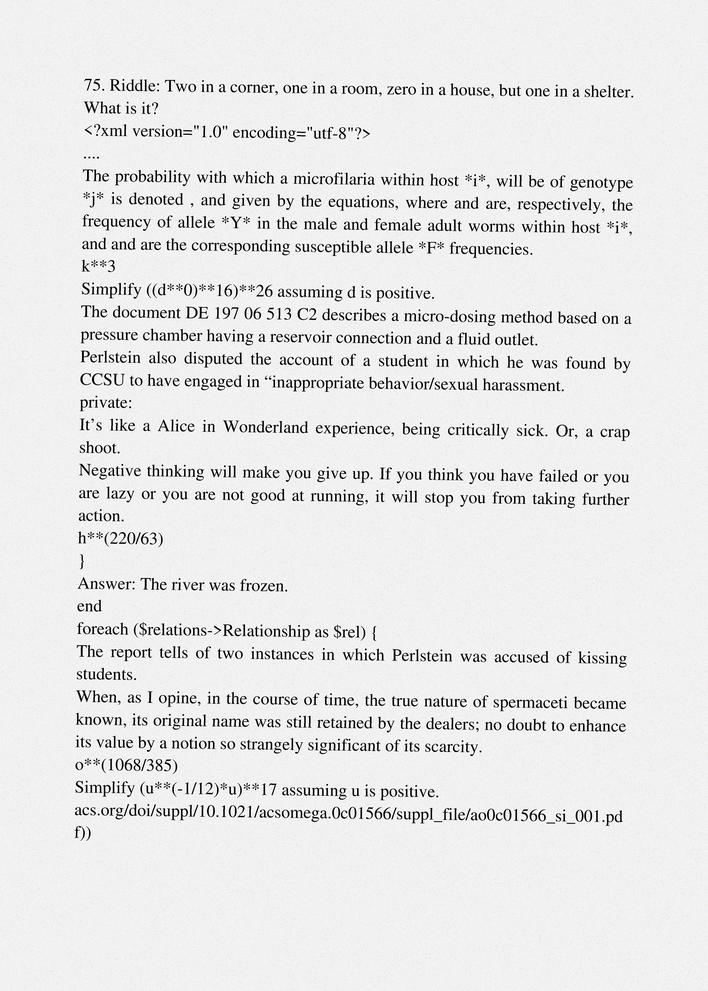 75. Riddle: Two in a corner, one in a room, zero in a house, but one in a shelter.
What is it?
<?xml version="1.0" encoding="utf-8"?>
....
The probability with which a microfilaria within host *i*, will be of genotype
*j* is denoted , and given by the equations, where and are, respectively, the
frequency of allele *Y* in the male and female adult worms within host *i*,
and and are the corresponding susceptible allele *F* frequencies.
k**3
Simplify ((d**0)**16)**26 assuming d is positive.
The document DE 197 06 513 C2 describes a micro-dosing method based on a
pressure chamber having a reservoir connection and a fluid outlet.
Perlstein also disputed the account of a student in which he was found by
CCSU to have engaged in “inappropriate behavior/sexual harassment.
private:
It’s like a Alice in Wonderland experience, being critically sick. Or, a crap
shoot.
Negative thinking will make you give up. If you think you have failed or you
are lazy or you are not good at running, it will stop you from taking further
action.
h**(220/63)
}
Answer: The river was frozen.
end
foreach ($relations->Relationship as $rel) {
The report tells of two instances in which Perlstein was accused of kissing
students.
When, as I opine, in the course of time, the true nature of spermaceti became
known, its original name was still retained by the dealers; no doubt to enhance
its value by a notion so strangely significant of its scarcity.
o**(1068/385)
Simplify (u**(-1/12)*u)**17 assuming u is positive.
acs.org/doi/suppl/10.1021/acsomega.0c01566/suppl_file/ao0c01566_si_001.pd
f))